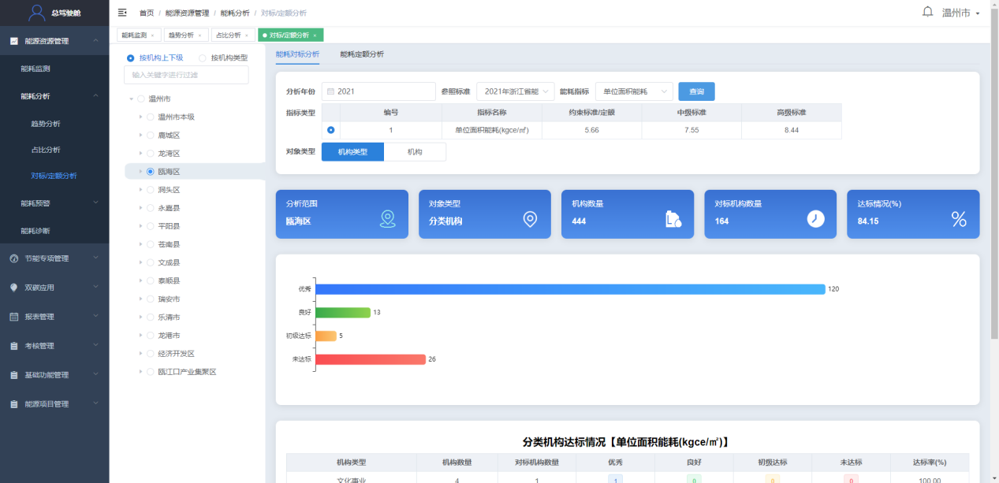 总驾驶舱
首页 / 能源资源管理 / 能耗分析 / 对标/定额分析
温州市
能耗监测 ×
趋势分析 ×
占比分析 ×
对标/定额分析 ×
能源资源管理
能耗监测
能耗分析
趋势分析
占比分析
对标/定额分析
能耗预警
能耗诊断
节能专项管理
双碳应用
报表管理
考核管理
基础功能管理
能源项目管理
按机构上下级 按机构类型
输入关键字进行过滤
温州市
温州市本级
鹿城区
龙湾区
瓯海区
洞头区
永嘉县
平阳县
苍南县
文成县
泰顺县
瑞安市
乐清市
龙港市
经济开发区
瓯江口产业集聚区
能耗对标分析 能耗定额分析
分析年份 2021 参照标准 2021年浙江省能 能耗指标 单位面积能耗 查询
指标类型 编号 指标名称 约束标准/定额 中级标准 高级标准
1 单位面积能耗(kgce/㎡) 5.66 7.55 8.44
对象类型 机构类型 机构
分析范围
瓯海区
对象类型
分类机构
机构数量
444
对标机构数量
164
达标情况(%)
84.15
优秀 120
良好 13
初级达标 5
未达标 26
分类机构达标情况【单位面积能耗(kgce/㎡)】
机构类型 机构数量 对标机构数量 优秀 良好 初级达标 未达标 达标率(%)
文化事业 4 1 1 0 0 0 100.00